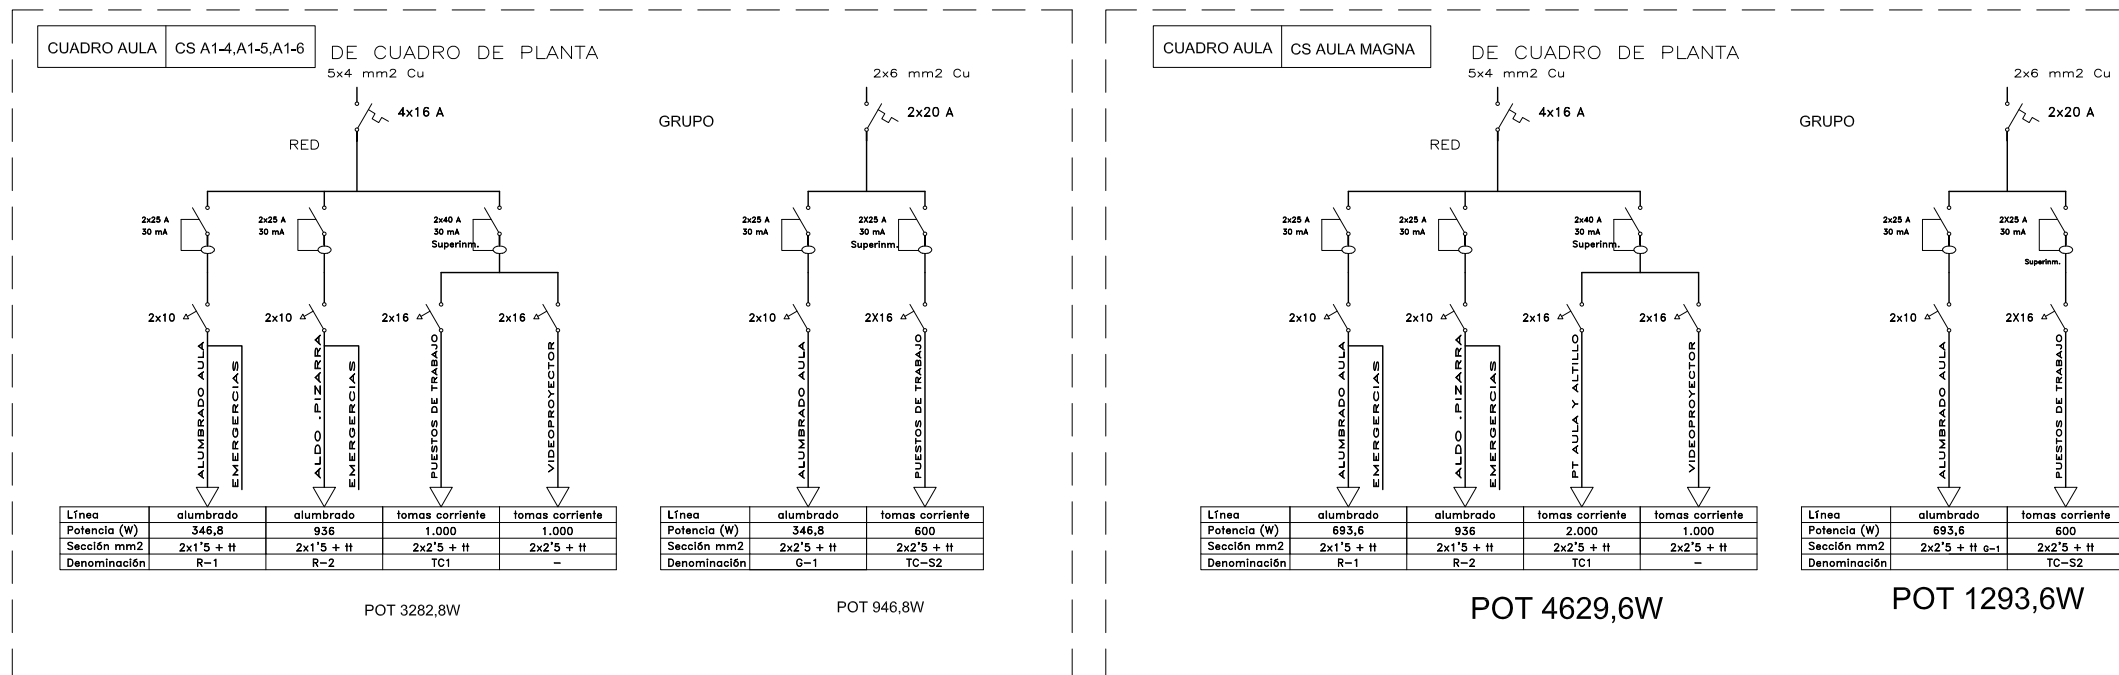 CUADRO AULA CS A1-4,A1-5,A1-6
DE CUADRO DE PLANTA
5x4 mm2 Cu
4x16 A
RED
2x25 A
30 mA
2x25 A
30 mA
2x40 A
30 mA
Superinm.
2x10
2x10
2x16
2x16
ALUMBRADO AULA
EMERGERCIAS
ALDO .PIZARRA
EMERGERCIAS
PUESTOS DE TRABAJO
VIDEOPROYECTOR
Línea alumbrado alumbrado tomas corriente tomas corriente
Potencia (W) 346,8 936 1.000 1.000
Sección mm2 2x1'5 + tt 2x1'5 + tt 2x2'5 + tt 2x2'5 + tt
Denominación R-1 R-2 TC1 -
POT 3282,8W
GRUPO
2x6 mm2 Cu
2x20 A
2x25 A
30 mA
2X25 A
30 mA
Superinm.
2x10
2X16
ALUMBRADO AULA
PUESTOS DE TRABAJO
Línea alumbrado tomas corriente
Potencia (W) 346,8 600
Sección mm2 2x2'5 + tt 2x2'5 + tt
Denominación G-1 TC-S2
POT 946,8W
CUADRO AULA CS AULA MAGNA
DE CUADRO DE PLANTA
5x4 mm2 Cu
4x16 A
RED
2x25 A
30 mA
2x25 A
30 mA
2x40 A
30 mA
Superinm.
2x10
2x10
2x16
2x16
ALUMBRADO AULA
EMERGERCIAS
ALDO .PIZARRA
EMERGERCIAS
PT AULA Y ALTILLO
VIDEOPROYECTOR
Línea alumbrado alumbrado tomas corriente tomas corriente
Potencia (W) 693,6 936 2.000 1.000
Sección mm2 2x1'5 + tt 2x1'5 + tt 2x2'5 + tt 2x2'5 + tt
Denominación R-1 R-2 TC1 -
POT 4629,6W
GRUPO
2x6 mm2 Cu
2x20 A
2x25 A
30 mA
2X25 A
30 mA
Superinm.
2x10
2X16
ALUMBRADO AULA
PUESTOS DE TRABAJO
Línea alumbrado tomas corriente
Potencia (W) 693,6 600
Sección mm2 2x2'5 + tt G-1 2x2'5 + tt
Denominación TC-S2
POT 1293,6W